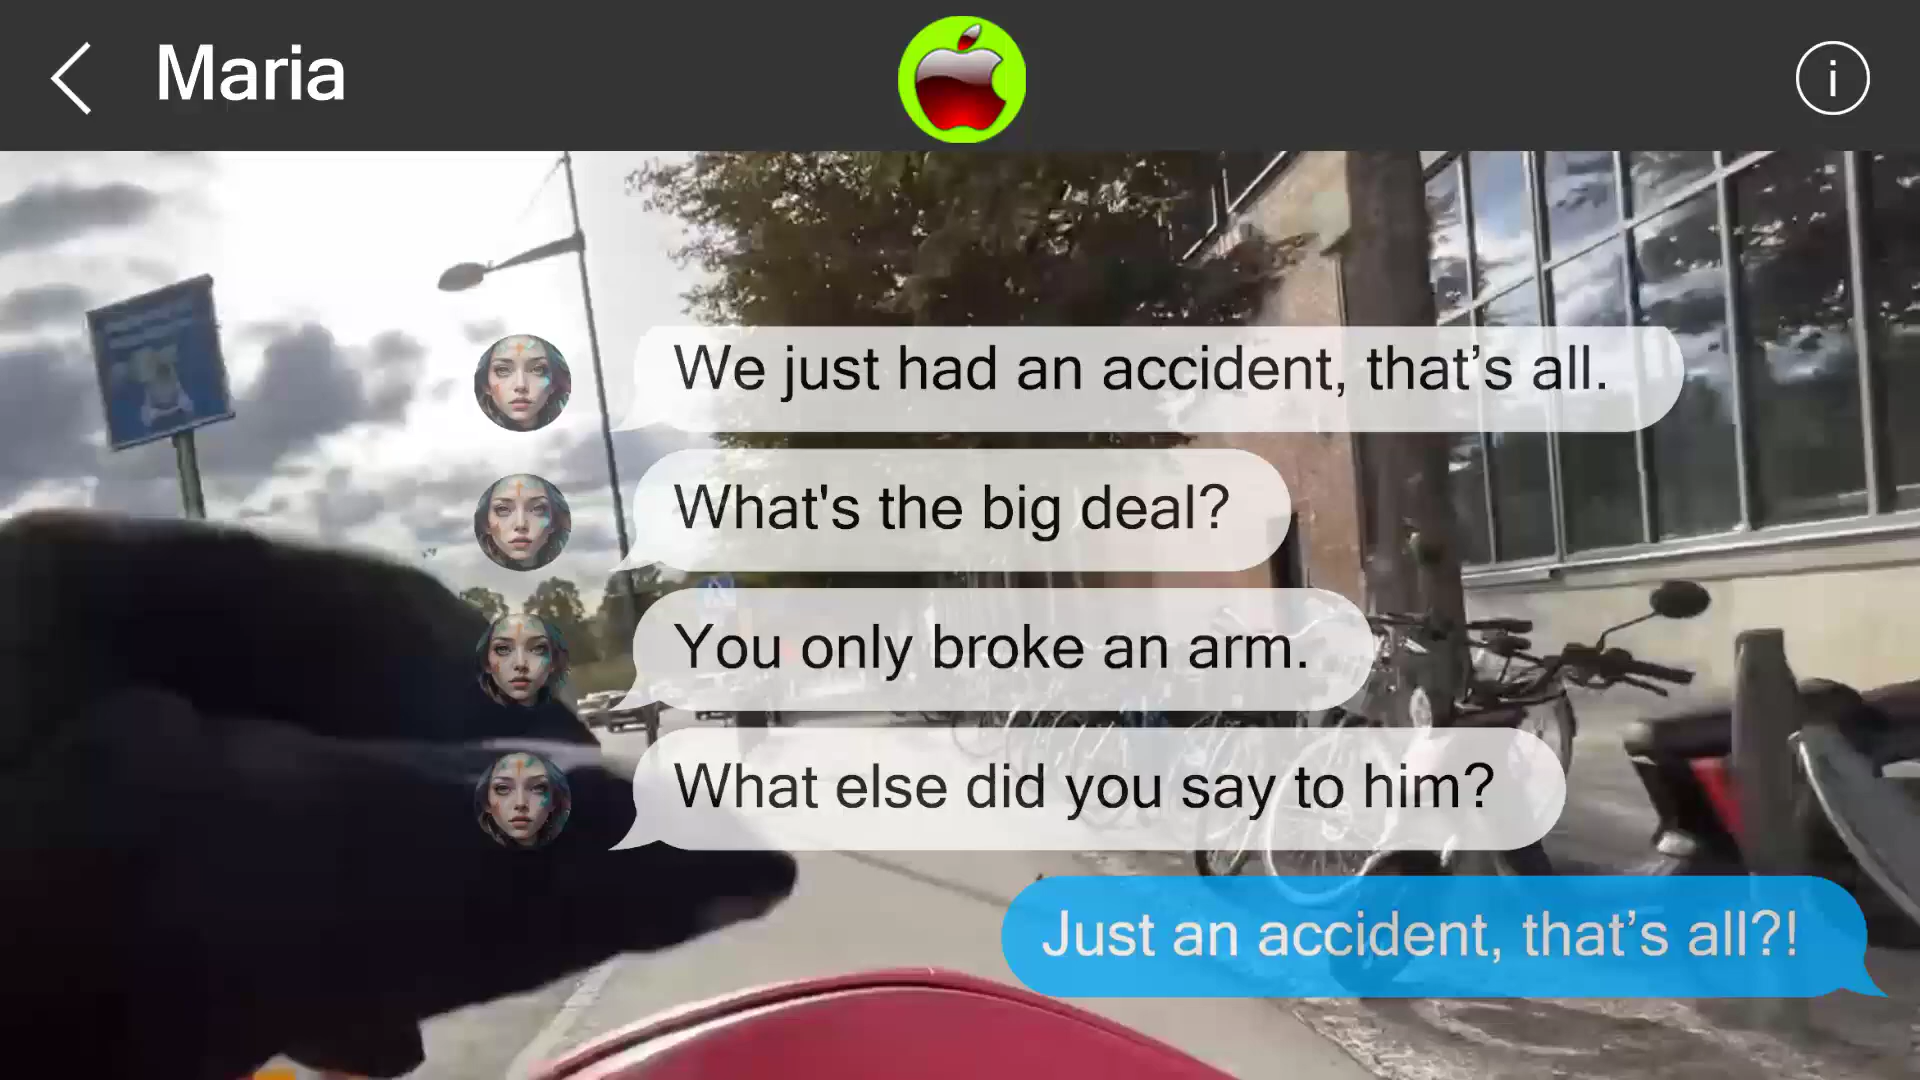 Maria
We just had an accident, that’s all.
What's the big deal?
You only broke an arm.
What else did you say to him?
Just an accident, that’s all?!